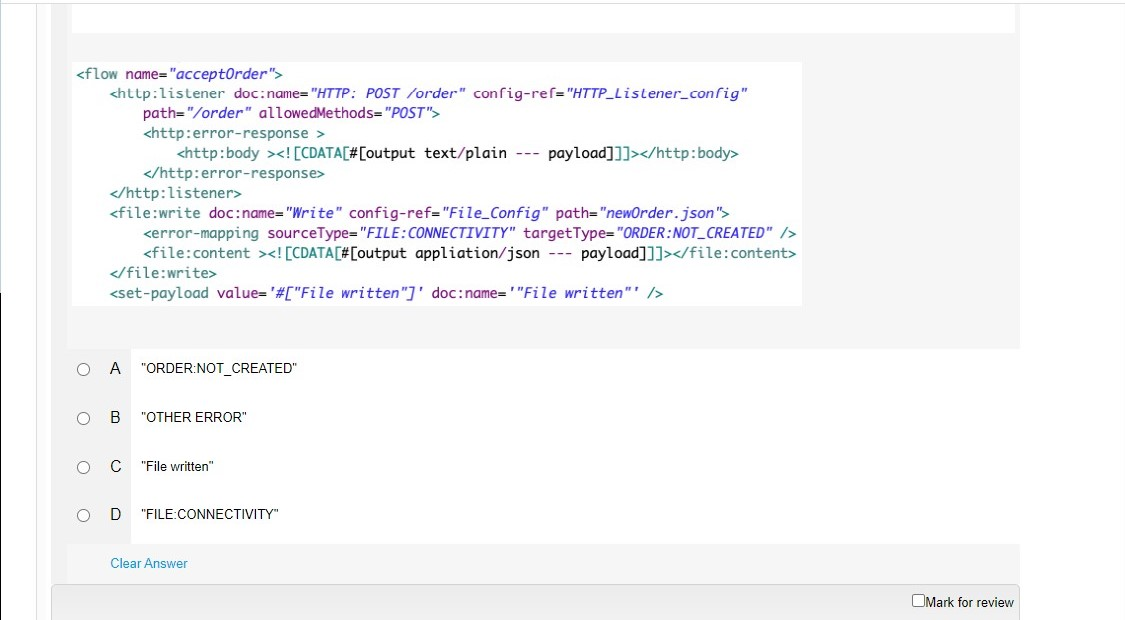 <flow name="acceptOrder">
<http:listener doc:name="HTTP: POST /order" config-ref="HTTP_Listener_config"
path="/order" allowedMethods="POST">
<http:error-response >
<http:body ><![CDATA[#[output text/plain --- payload]]]></http:body>
</http:error-response>
</http:listener>
<file:write doc:name="Write" config-ref="File_Config" path="newOrder.json">
<error-mapping sourceType="FILE:CONNECTIVITY" targetType="ORDER:NOT_CREATED" />
<file:content ><![CDATA[#[output appliation/json --- payload]]]></file:content>
</file:write>
<set-payload value='#["File written"]' doc:name='"File written"' />
A "ORDER:NOT_CREATED"
B "OTHER ERROR"
C "File written"
D "FILE:CONNECTIVITY"
Clear Answer
Mark for review